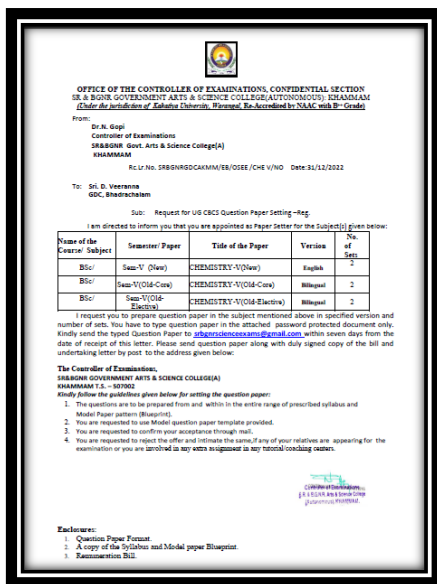 OFFICE OF THE CONTROLLER OF EXAMINATIONS, CONFIDENTIAL SECTION
SR & BGNR GOVERNMENT ARTS & SCIENCE COLLEGE(AUTONOMOUS): KHAMMAM
(Under the jurisdiction of Kakatiya University, Warangal, Re-Accredited by NAAC with B++ Grade)
From:
Dr.N. Gopi
Controller of Examinations
SR&BGNR Govt. Arts & Science College(A)
KHAMMAM
Rc.Lr.No. SRBGNRGDCAKMM/EB/OSEE /CHE V/NO Date:31/12/2022
To: Sri. D. Veeranna
GDC, Bhadrachalam
Sub: Request for UG CBCS Question Paper Setting –Reg.
I am directed to inform you that you are appointed as Paper Setter for the Subject(s) given below:
Name of the Course/ Subject Semester/ Paper Title of the Paper Version No. of Sets
BSc/ Sem-V (New) CHEMISTRY-V(New) English 2
BSc/ Sem-V(Old-Core) CHEMISTRY-V(Old-Core) Bilingual 2
BSc/ Sem-V(Old-Elective) CHEMISTRY-V(Old-Elective) Bilingual 2
I request you to prepare question paper in the subject mentioned above in specified version and
number of sets. You have to type question paper in the attached password protected document only.
Kindly send the typed Question Paper to srbgnrscienceexams@gmail.com within seven days from the
date of receipt of this letter. Please send question paper along with duly signed copy of the bill and
undertaking letter by post to the address given below:
The Controller of Examinations,
SR&BGNR GOVERNMENT ARTS & SCIENCE COLLEGE(A)
KHAMMAM T.S. – 507002
Kindly follow the guidelines given below for setting the question paper:
1. The questions are to be prepared from and within in the entire range of prescribed syllabus and
Model Paper pattern (Blueprint).
2. You are requested to use Model question paper template provided.
3. You are requested to confirm your acceptance through mail.
4. You are requested to reject the offer and intimate the same,if any of your relatives are appearing for the
examination or you are involved in any extra assignment in any tutorial/coaching centers.
Controller of Examinations
S.R. & B.G.N.R. Arts & Science College
(Autonomous), KHAMMAM.
Enclosures:
1. Question Paper Format.
2. A copy of the Syllabus and Model paper Blueprint.
3. Remuneration Bill.